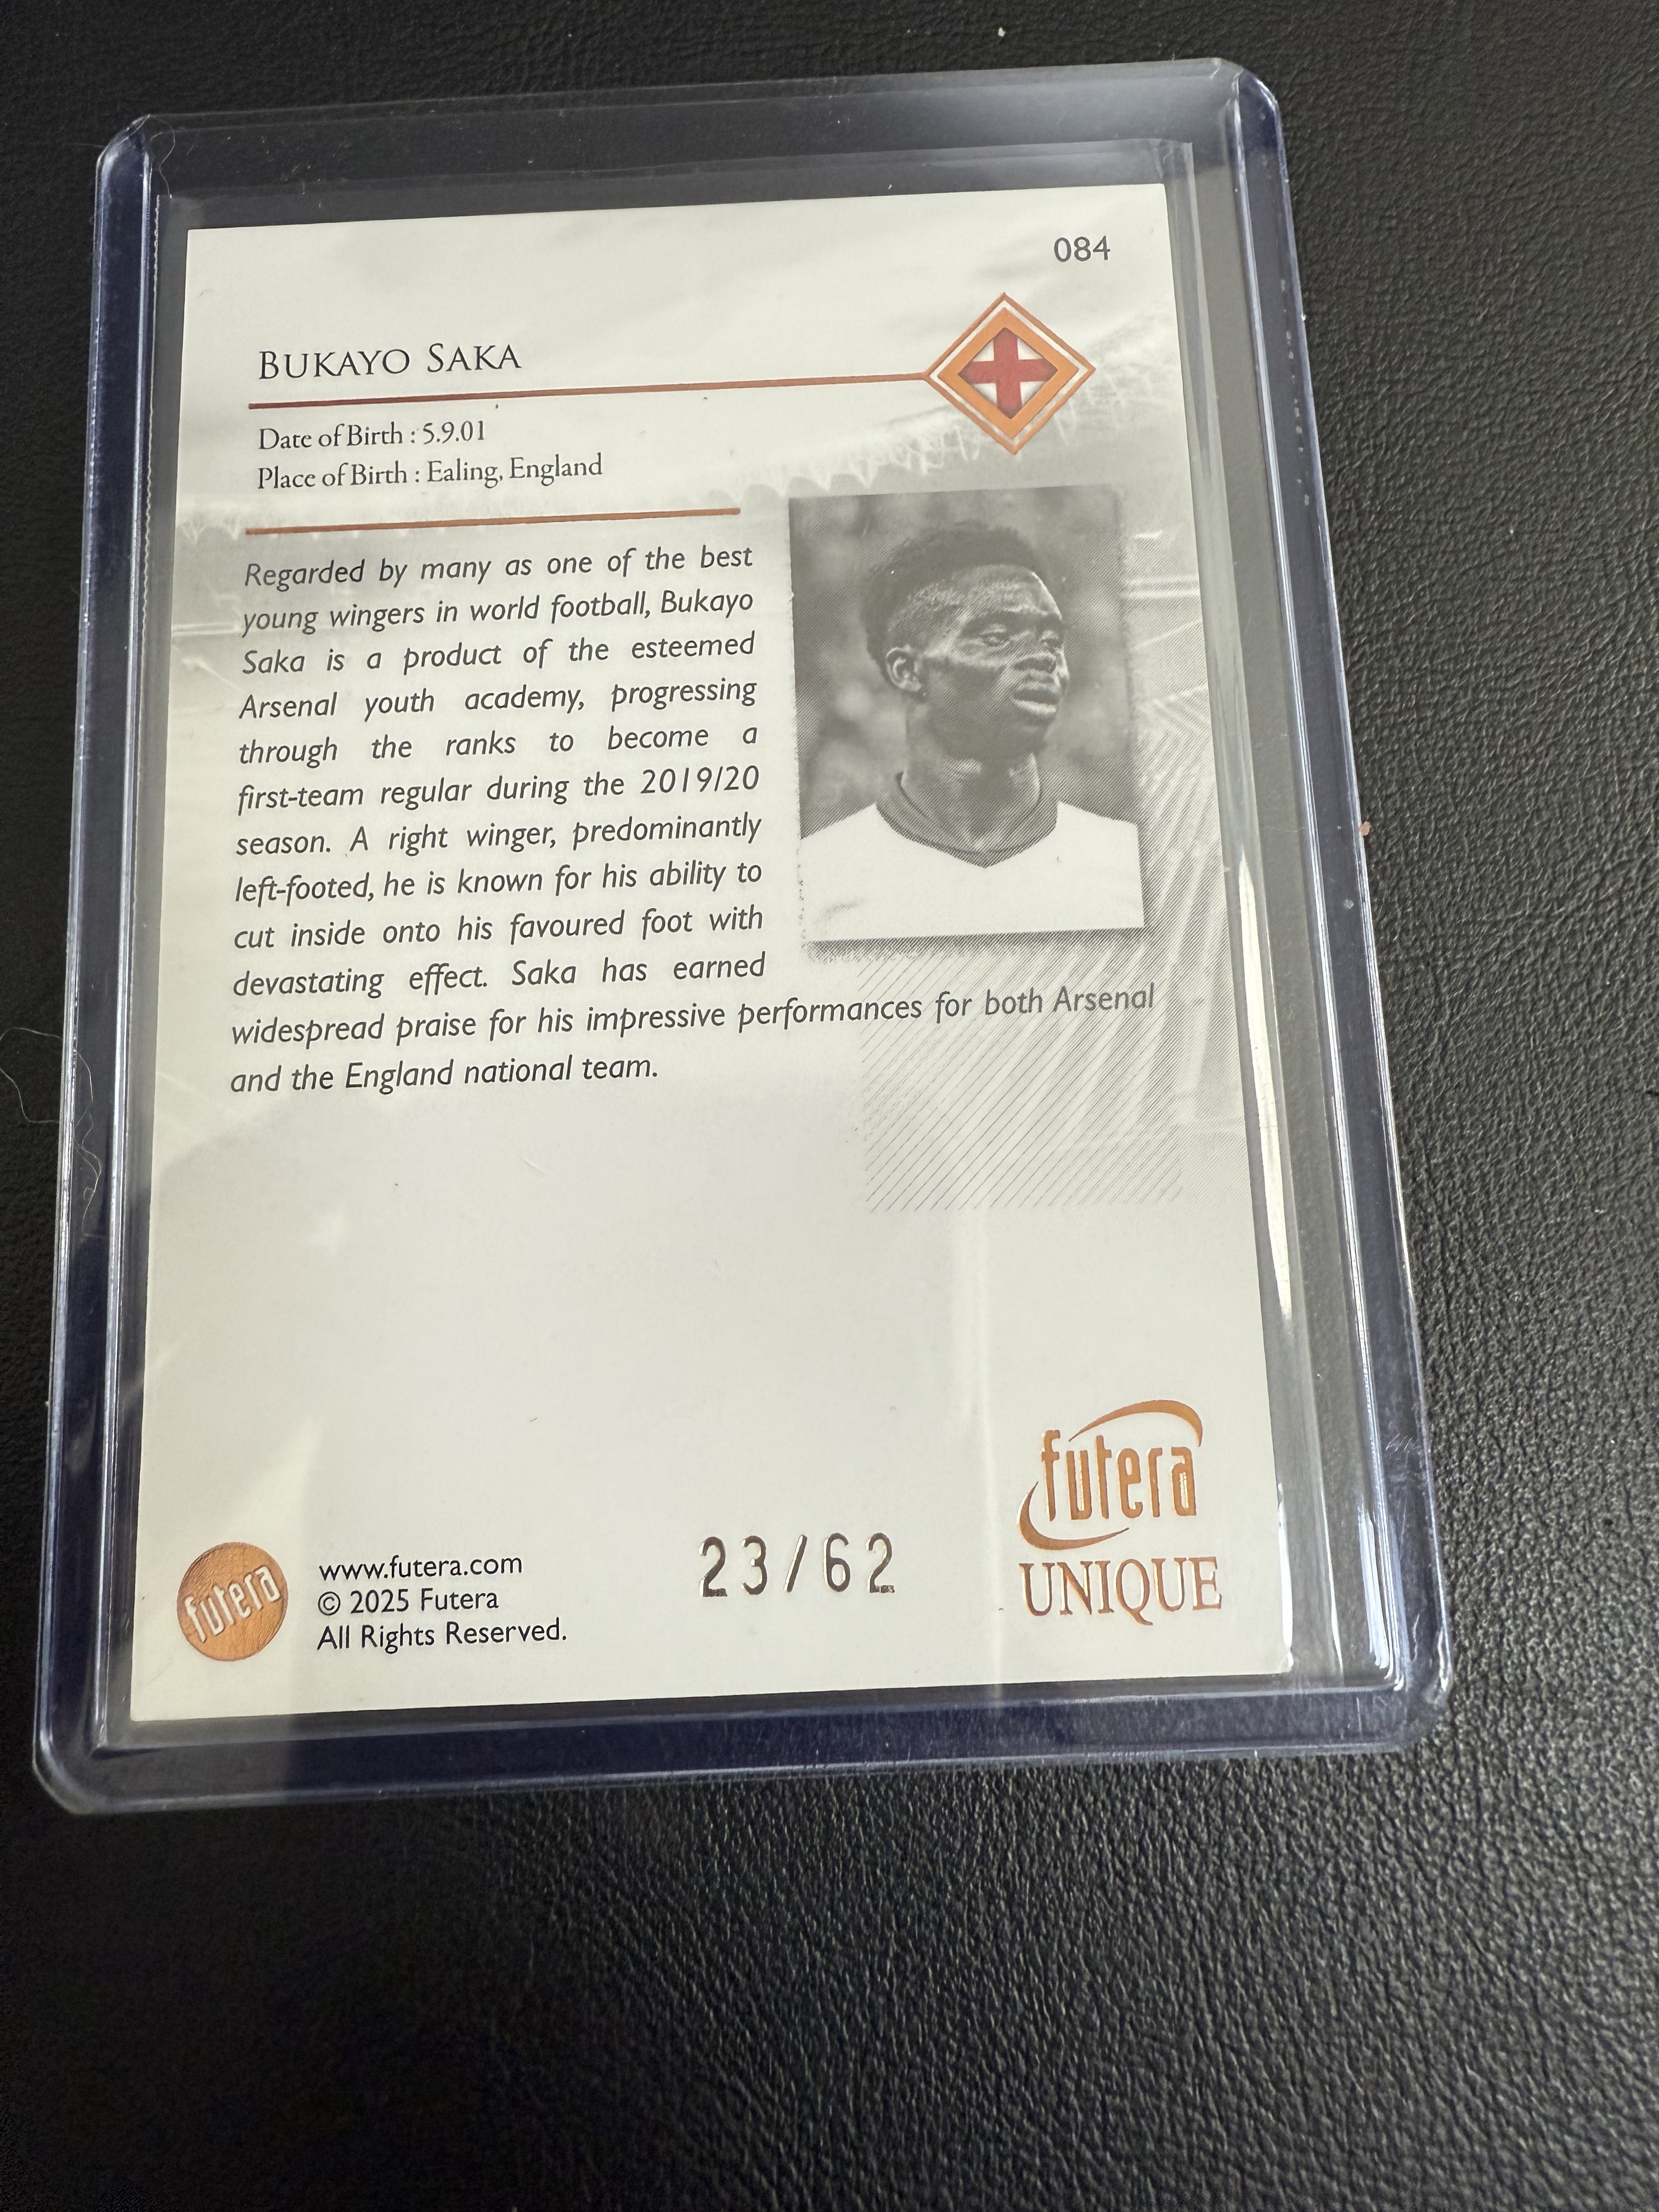 084
BUKAYO SAKA
Date of Birth : 5.9.01
Place of Birth : Ealing, England
Regarded by many as one of the best
young wingers in world football, Bukayo
Saka is a product of the esteemed
Arsenal youth academy, progressing
through the ranks to become a
first-team regular during the 2019/20
season. A right winger, predominantly
left-footed, he is known for his ability to
cut inside onto his favoured foot with
devastating effect. Saka has earned
widespread praise for his impressive performances for both Arsenal
and the England national team.
futera
www.futera.com
© 2025 Futera
All Rights Reserved.
23/62
futera
UNIQUE